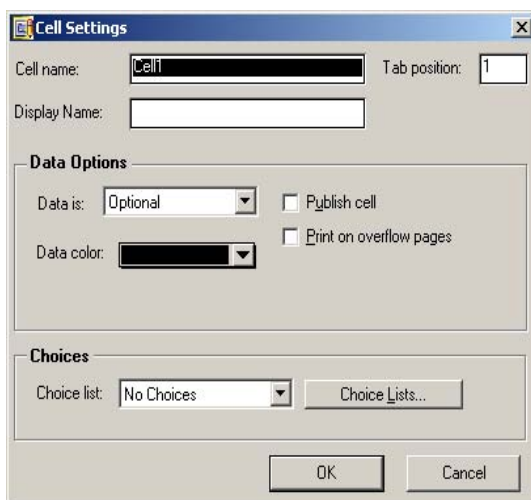 Cell Settings
Cell name: Cell1 Tab position: 1
Display Name:
Data Options
Data is: Optional Publish cell
Print on overflow pages
Data color:
Choices
Choice list: No Choices Choice Lists...
OK Cancel